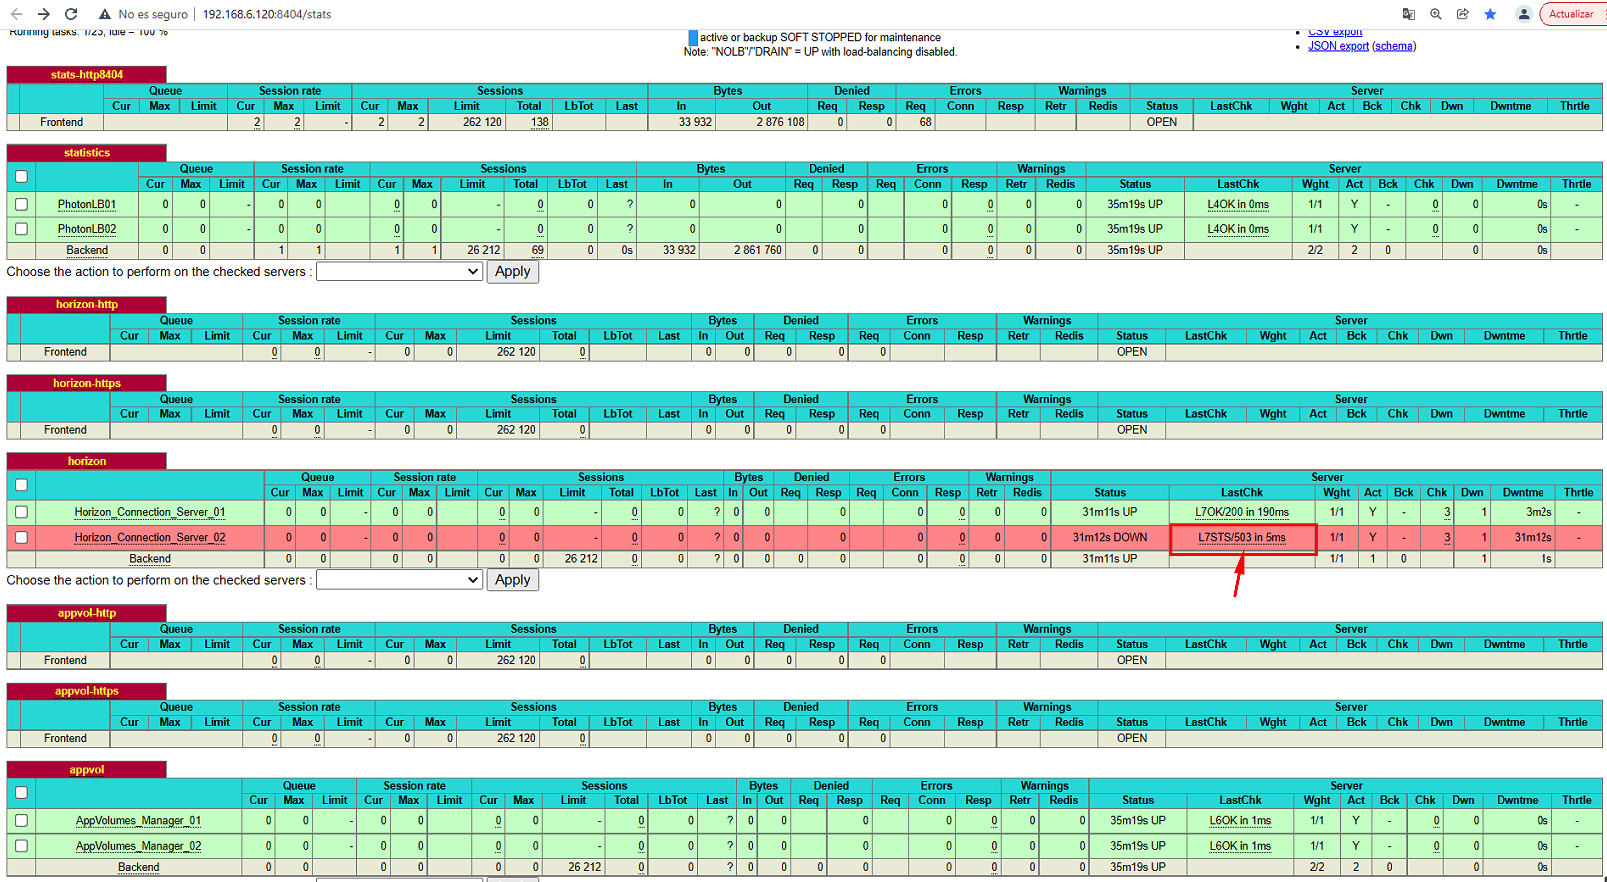 No es seguro 192.168.6.120:8404/stats Actualizar
Running tasks: 1/23; idle = 100 %
active or backup SOFT STOPPED for maintenance
Note: "NOLB"/"DRAIN" = UP with load-balancing disabled.
CSV export
JSON export (schema)
stats-http8404
Queue Session rate Sessions Bytes Denied Errors Warnings Server
Cur Max Limit Cur Max Limit Cur Max Limit Total LbTot Last In Out Req Resp Req Conn Resp Retr Redis Status LastChk Wght Act Bck Chk Dwn Dwntme Thrtle
Frontend 2 2 - 2 2 262 120 138 33 932 2 876 108 0 0 68 OPEN
statistics
Queue Session rate Sessions Bytes Denied Errors Warnings Server
Cur Max Limit Cur Max Limit Cur Max Limit Total LbTot Last In Out Req Resp Req Conn Resp Retr Redis Status LastChk Wght Act Bck Chk Dwn Dwntme Thrtle
PhotonLB01 0 0 - 0 0 0 0 - 0 0 ? 0 0 0 0 0 0 0 35m19s UP L4OK in 0ms 1/1 Y - 0 0 0s -
PhotonLB02 0 0 - 0 0 0 0 - 0 0 ? 0 0 0 0 0 0 0 35m19s UP L4OK in 0ms 1/1 Y - 0 0 0s -
Backend 0 0 1 1 1 1 26 212 69 0 0s 33 932 2 861 760 0 0 0 0 0 0 35m19s UP 2/2 2 0 0 0s
Choose the action to perform on the checked servers : Apply
horizon-http
Queue Session rate Sessions Bytes Denied Errors Warnings Server
Cur Max Limit Cur Max Limit Cur Max Limit Total LbTot Last In Out Req Resp Req Conn Resp Retr Redis Status LastChk Wght Act Bck Chk Dwn Dwntme Thrtle
Frontend 0 0 - 0 0 262 120 0 0 0 0 0 0 OPEN
horizon-https
Queue Session rate Sessions Bytes Denied Errors Warnings Server
Cur Max Limit Cur Max Limit Cur Max Limit Total LbTot Last In Out Req Resp Req Conn Resp Retr Redis Status LastChk Wght Act Bck Chk Dwn Dwntme Thrtle
Frontend 0 0 - 0 0 262 120 0 0 0 0 0 0 OPEN
horizon
Queue Session rate Sessions Bytes Denied Errors Warnings Server
Cur Max Limit Cur Max Limit Cur Max Limit Total LbTot Last In Out Req Resp Req Conn Resp Retr Redis Status LastChk Wght Act Bck Chk Dwn Dwntme Thrtle
Horizon_Connection_Server_01 0 0 - 0 0 0 0 - 0 0 ? 0 0 0 0 0 0 0 31m11s UP L7OK/200 in 190ms 1/1 Y - 3 1 3m2s -
Horizon_Connection_Server_02 0 0 - 0 0 0 0 - 0 0 ? 0 0 0 0 0 0 0 31m12s DOWN L7STS/503 in 5ms 1/1 Y - 3 1 31m12s -
Backend 0 0 0 0 0 0 26 212 0 0 ? 0 0 0 0 0 0 0 0 31m11s UP 1/1 1 0 1 1s
Choose the action to perform on the checked servers : Apply
appvol-http
Queue Session rate Sessions Bytes Denied Errors Warnings Server
Cur Max Limit Cur Max Limit Cur Max Limit Total LbTot Last In Out Req Resp Req Conn Resp Retr Redis Status LastChk Wght Act Bck Chk Dwn Dwntme Thrtle
Frontend 0 0 - 0 0 262 120 0 0 0 0 0 0 OPEN
appvol-https
Queue Session rate Sessions Bytes Denied Errors Warnings Server
Cur Max Limit Cur Max Limit Cur Max Limit Total LbTot Last In Out Req Resp Req Conn Resp Retr Redis Status LastChk Wght Act Bck Chk Dwn Dwntme Thrtle
Frontend 0 0 - 0 0 262 120 0 0 0 0 0 0 OPEN
appvol
Queue Session rate Sessions Bytes Denied Errors Warnings Server
Cur Max Limit Cur Max Limit Cur Max Limit Total LbTot Last In Out Req Resp Req Conn Resp Retr Redis Status LastChk Wght Act Bck Chk Dwn Dwntme Thrtle
AppVolumes_Manager_01 0 0 - 0 0 0 0 - 0 0 ? 0 0 0 0 0 0 0 35m19s UP L6OK in 1ms 1/1 Y - 0 0 0s -
AppVolumes_Manager_02 0 0 - 0 0 0 0 - 0 0 ? 0 0 0 0 0 0 0 35m19s UP L6OK in 1ms 1/1 Y - 0 0 0s -
Backend 0 0 0 0 0 0 26 212 0 0 ? 0 0 0 0 0 0 0 0 35m19s UP 2/2 2 0 0 0s